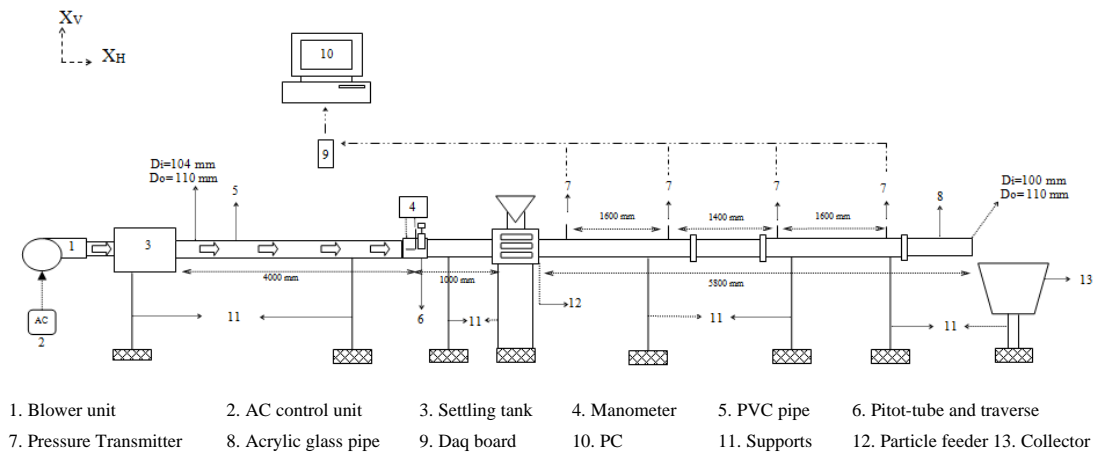 XV
XH
10
9
Di=104 mm
Do=110 mm
5
4
7
7
7
7
8
Di=100 mm
Do=110 mm
1600 mm
1400 mm
1600 mm
1
3
4000 mm
1000 mm
5800 mm
13
12
AC
2
11
6
11
11
11
1. Blower unit 2. AC control unit 3. Settling tank 4. Manometer 5. PVC pipe 6. Pitot-tube and traverse
7. Pressure Transmitter 8. Acrylic glass pipe 9. Daq board 10. PC 11. Supports 12. Particle feeder 13. Collector